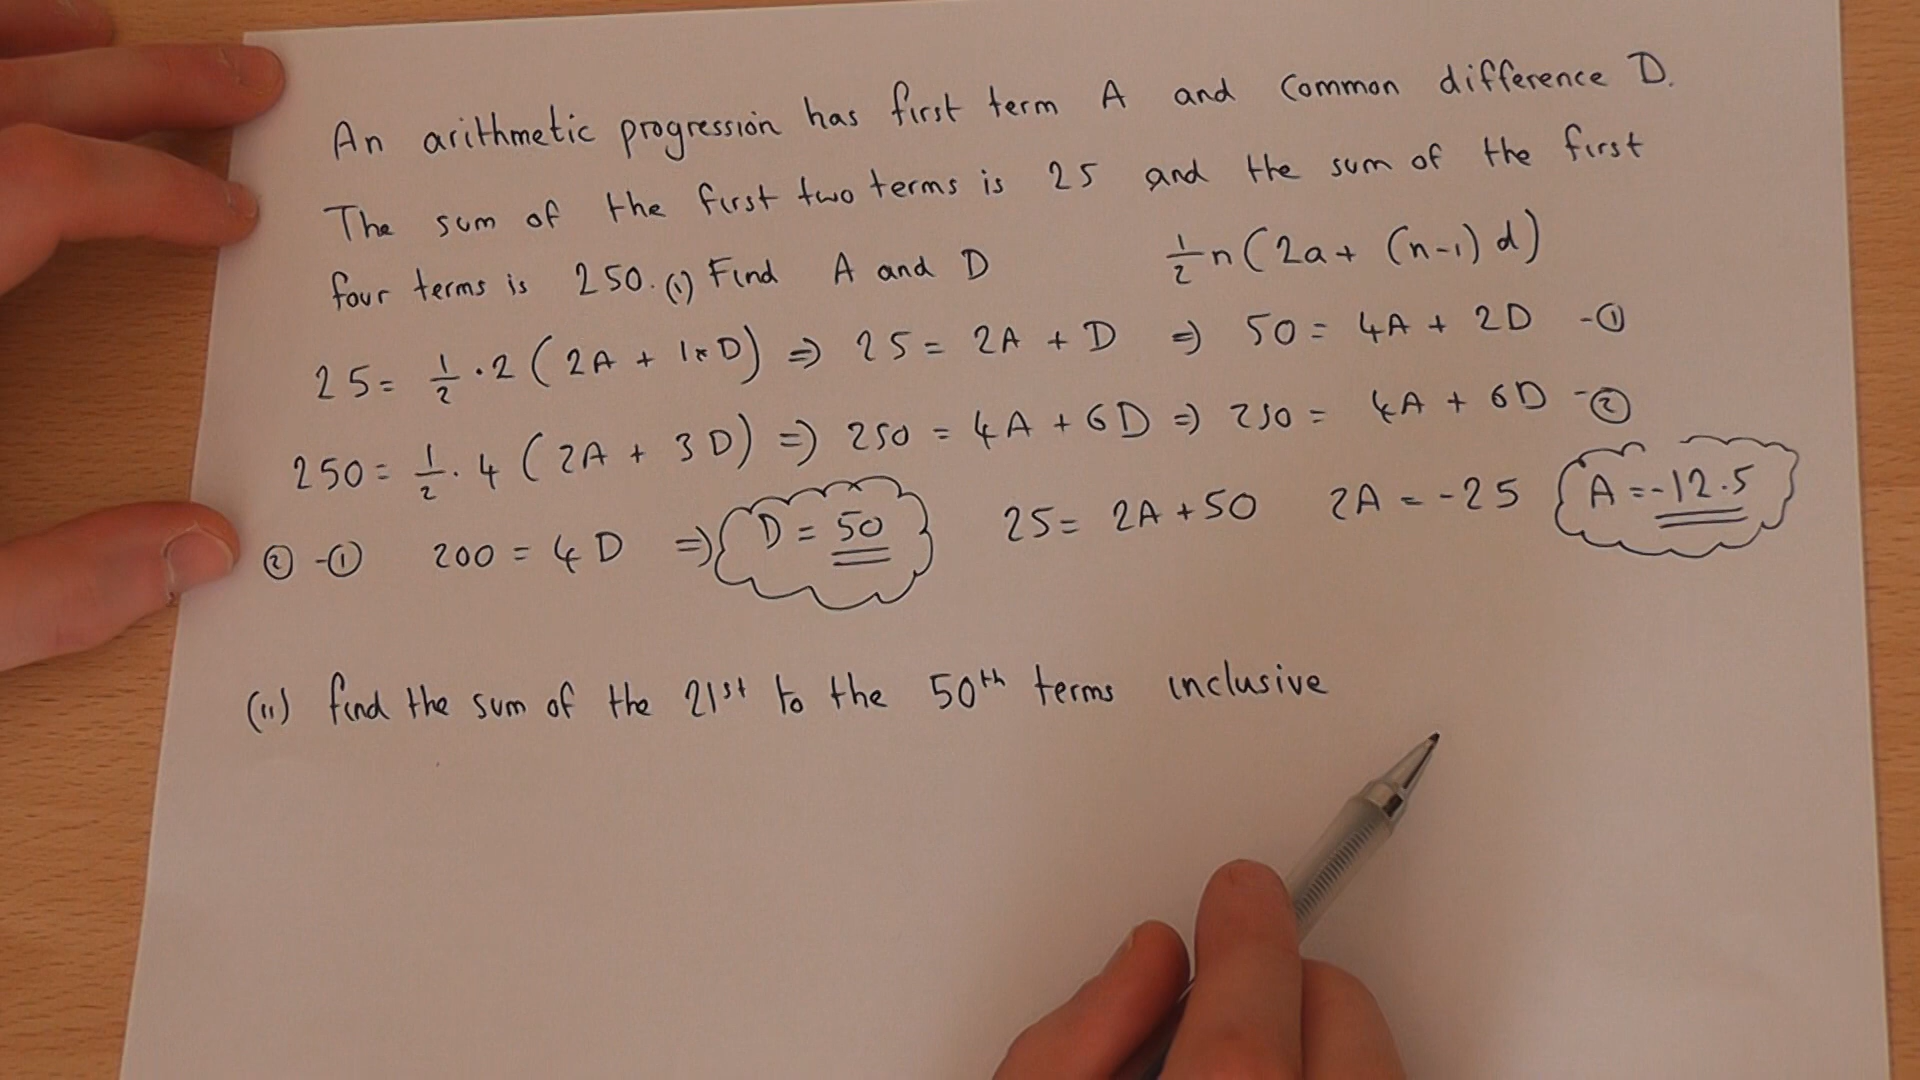 An arithmetic progression has first term A and common difference D.
The sum of the first two terms is 25 and the sum of the first
four terms is 250. (i) Find A and D
½n(2a + (n-1)d)
25 = ½·2(2A + 1×D) ⇒ 25 = 2A + D ⇒ 50 = 4A + 2D -①
250 = ½·4(2A + 3D) ⇒ 250 = 4A + 6D ⇒ 250 = 4A + 6D -②
② - ① 200 = 4D ⇒ D = 50 25 = 2A + 50 2A = -25 A = -12.5
(ii) find the sum of the 21st to the 50th terms inclusive